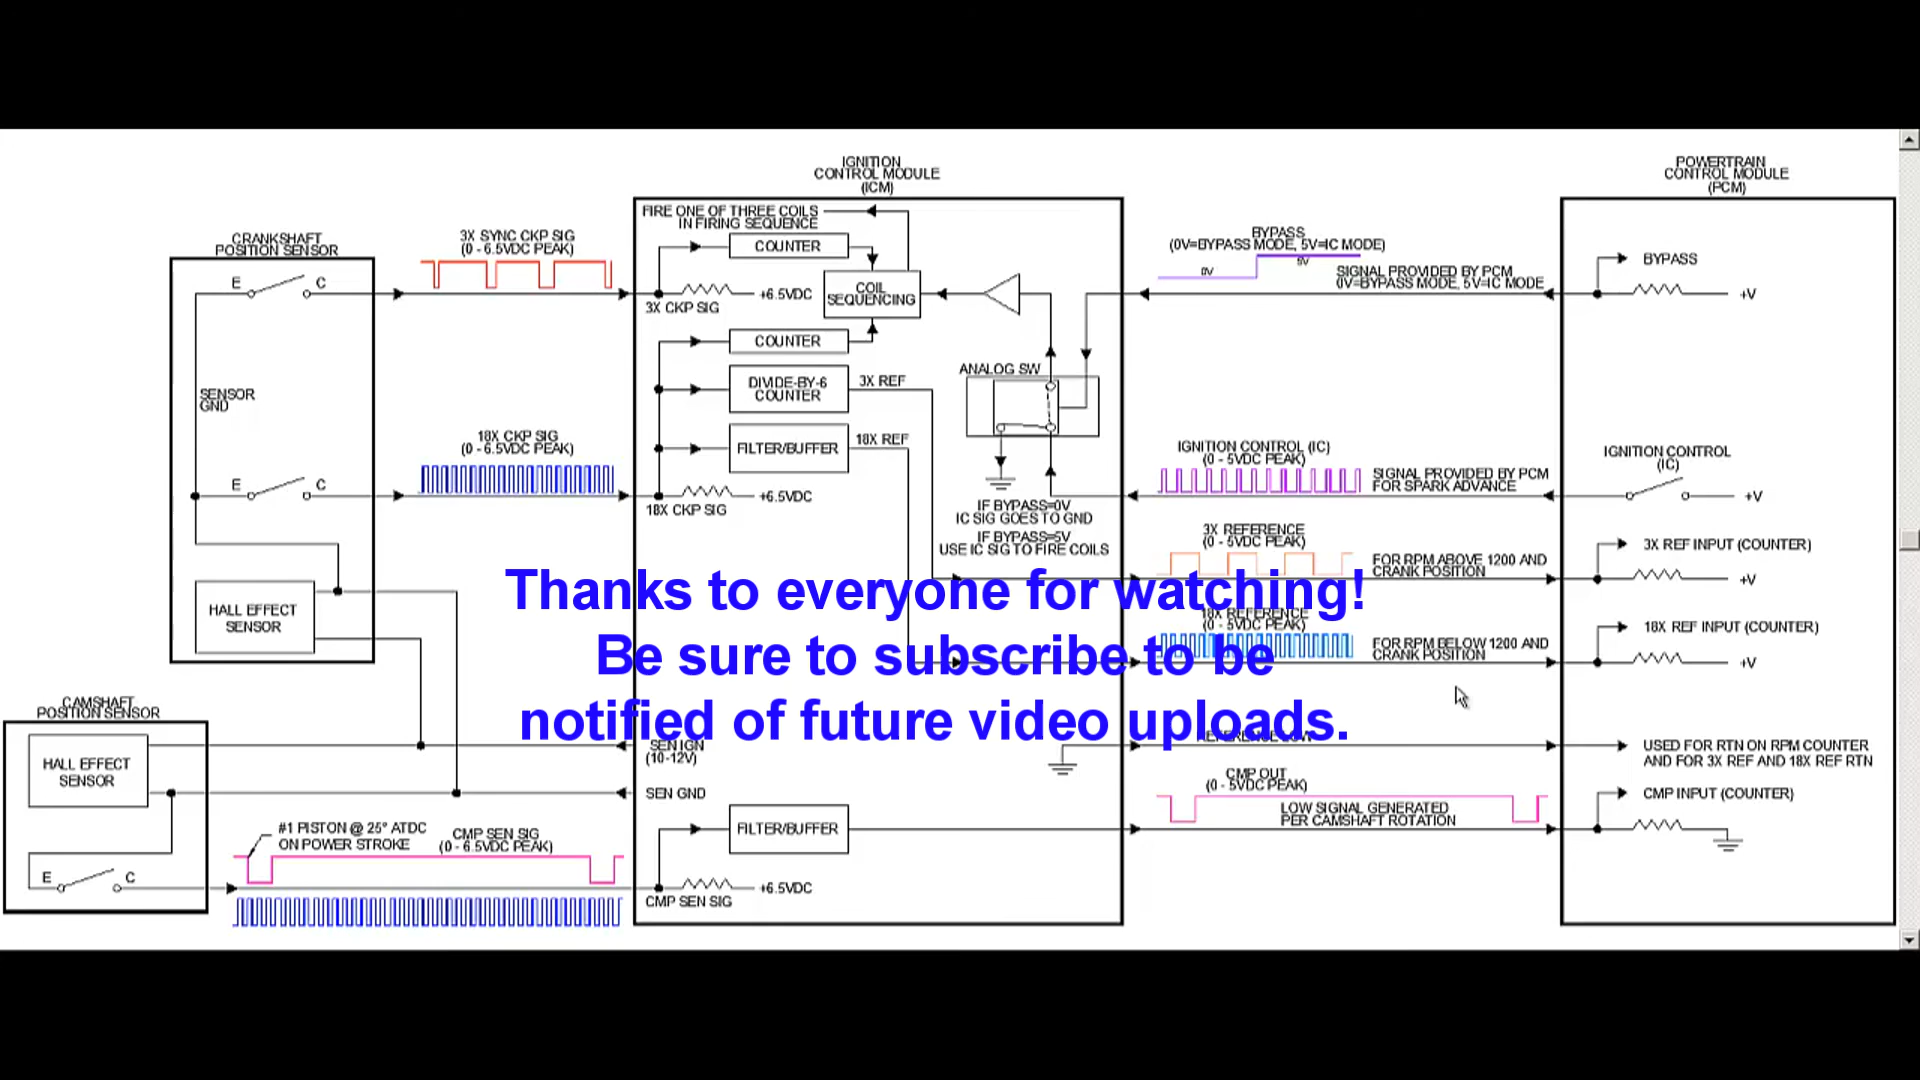 IGNITION
CONTROL MODULE
(ICM)
POWERTRAIN
CONTROL MODULE
(PCM)
CRANKSHAFT
POSITION SENSOR
3X SYNC CKP SIG
(0 - 6.5VDC PEAK)
FIRE ONE OF THREE COILS
IN FIRING SEQUENCE
COUNTER
BYPASS
(0V=BYPASS MODE, 5V=IC MODE)
0V
5V
SIGNAL PROVIDED BY PCM
0V=BYPASS MODE, 5V=IC MODE
BYPASS
+V
E
C
+6.5VDC
3X CKP SIG
COIL
SEQUENCING
COUNTER
ANALOG SW
DIVIDE-BY-6
COUNTER
3X REF
SENSOR
GND
18X CKP SIG
(0 - 6.5VDC PEAK)
FILTER/BUFFER
18X REF
IGNITION CONTROL (IC)
(0 - 5VDC PEAK)
SIGNAL PROVIDED BY PCM
FOR SPARK ADVANCE
IGNITION CONTROL
(IC)
+V
E
C
+6.5VDC
18X CKP SIG
IF BYPASS=0V
IC SIG GOES TO GND
IF BYPASS=5V
USE IC SIG TO FIRE COILS
3X REFERENCE
(0 - 5VDC PEAK)
FOR RPM ABOVE 1200 AND
CRANK POSITION
3X REF INPUT (COUNTER)
+V
Thanks to everyone for watching!
Be sure to subscribe to be
notified of future video uploads.
HALL EFFECT
SENSOR
18X REFERENCE
(0 - 5VDC PEAK)
FOR RPM BELOW 1200 AND
CRANK POSITION
18X REF INPUT (COUNTER)
+V
CAMSHAFT
POSITION SENSOR
HALL EFFECT
SENSOR
SEN IGN
(10-12V)
REFERENCE LOW
USED FOR RTN ON RPM COUNTER
AND FOR 3X REF AND 18X REF RTN
SEN GND
CMP OUT
(0 - 5VDC PEAK)
LOW SIGNAL GENERATED
PER CAMSHAFT ROTATION
CMP INPUT (COUNTER)
#1 PISTON @ 25° ATDC
ON POWER STROKE
CMP SEN SIG
(0 - 6.5VDC PEAK)
FILTER/BUFFER
E
C
+6.5VDC
CMP SEN SIG